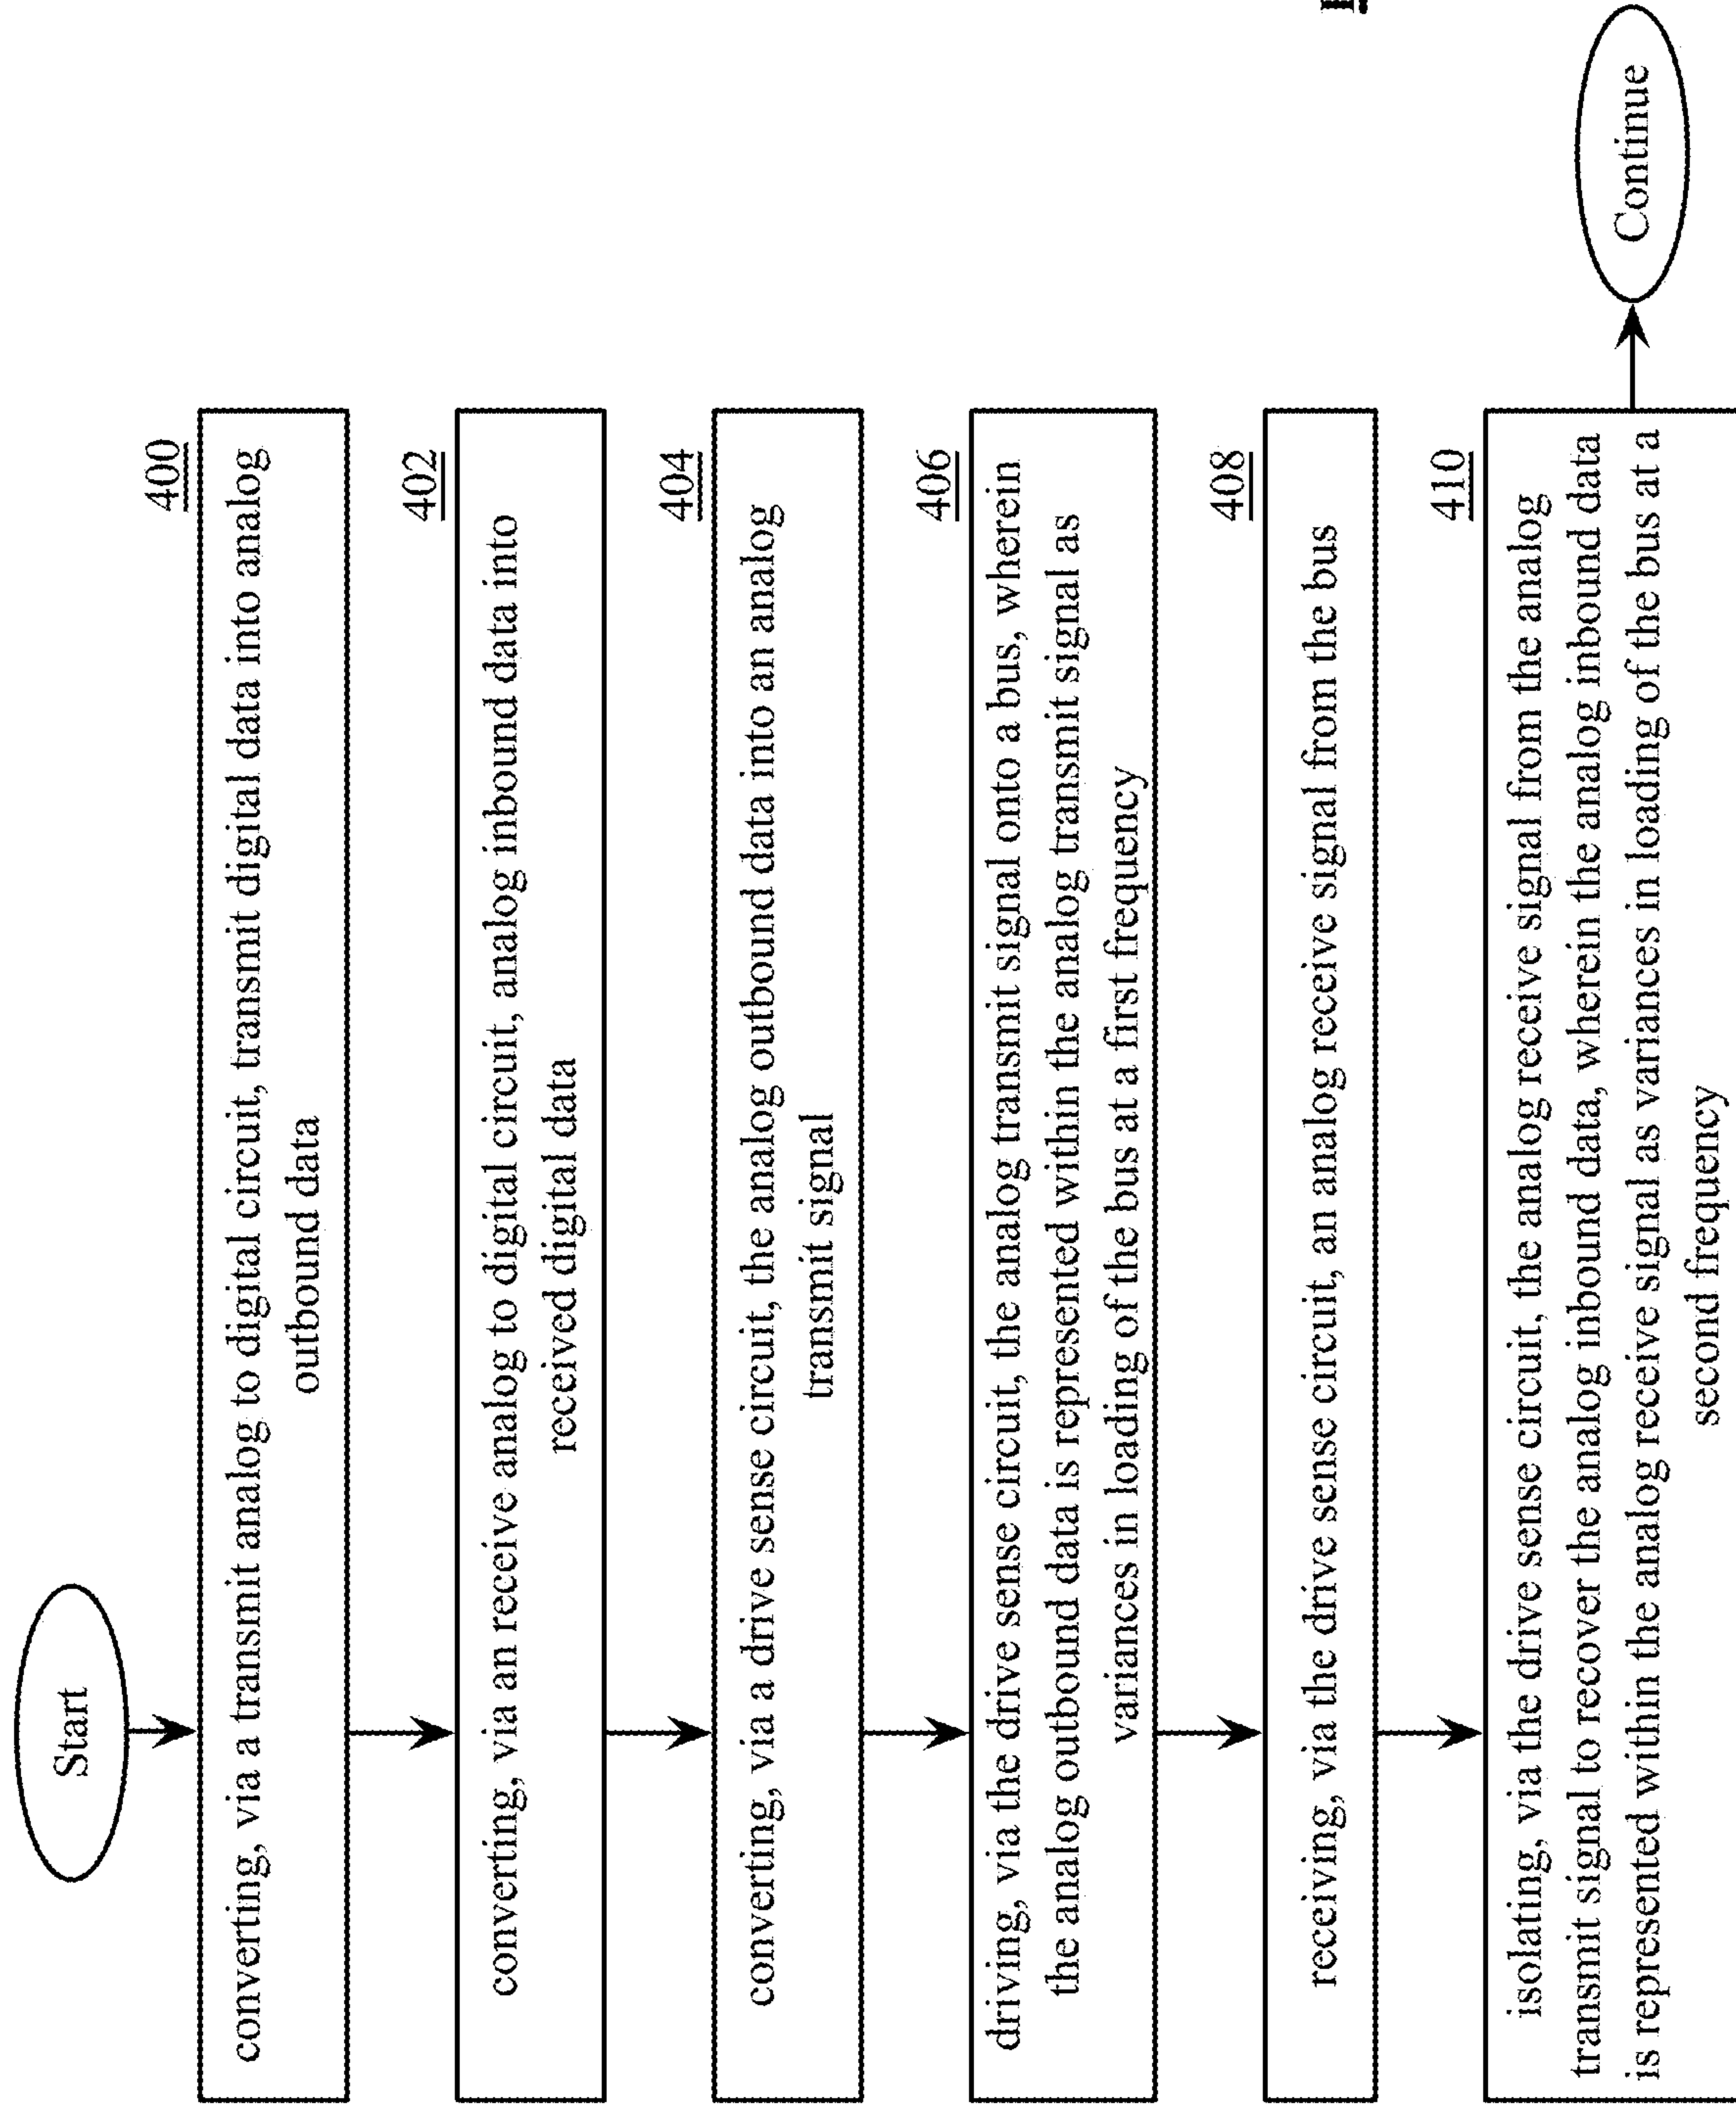 Start
400
converting, via a transmit analog to digital circuit, transmit digital data into analog
outbound data
402
converting, via an receive analog to digital circuit, analog inbound data into
received digital data
404
converting, via a drive sense circuit, the analog outbound data into an analog
transmit signal
406
driving, via the drive sense circuit, the analog transmit signal onto a bus, wherein
the analog outbound data is represented within the analog transmit signal as
variances in loading of the bus at a first frequency
408
receiving, via the drive sense circuit, an analog receive signal from the bus
410
isolating, via the drive sense circuit, the analog receive signal from the analog
transmit signal to recover the analog inbound data, wherein the analog inbound data
is represented within the analog receive signal as variances in loading of the bus at a
second frequency
Continue